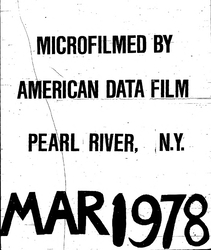 MICROFILMED BY
AMERICAN DATA FILM
PEARL RIVER, N.Y.
MAR 1978